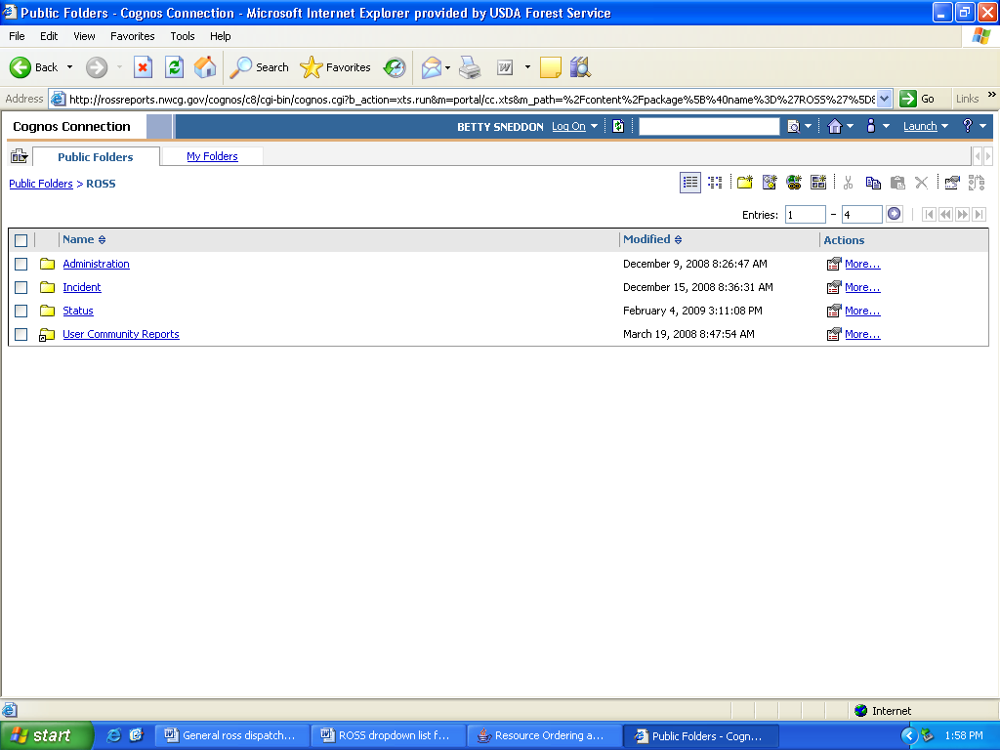 Public Folders - Cognos Connection - Microsoft Internet Explorer provided by USDA Forest Service
File Edit View Favorites Tools Help
Back Search Favorites
Address http://rossreports.nwcg.gov/cognos/c8/cgi-bin/cognos.cgi?b_action=xts.run&m=portal/cc.xts&m_path=%2Fcontent%2Fpackage%5B%40name%3D%27ROSS%27%5D8 Go Links »
Cognos Connection BETTY SNEDDON Log On Launch ?
Public Folders My Folders
Public Folders > ROSS
Entries: 1 – 4
Name Modified Actions
Administration December 9, 2008 8:26:47 AM More...
Incident December 15, 2008 8:36:31 AM More...
Status February 4, 2009 3:11:08 PM More...
User Community Reports March 19, 2008 8:47:54 AM More...
Internet
start General ross dispatch... ROSS dropdown list f... Resource Ordering a... Public Folders - Cogn... 1:58 PM